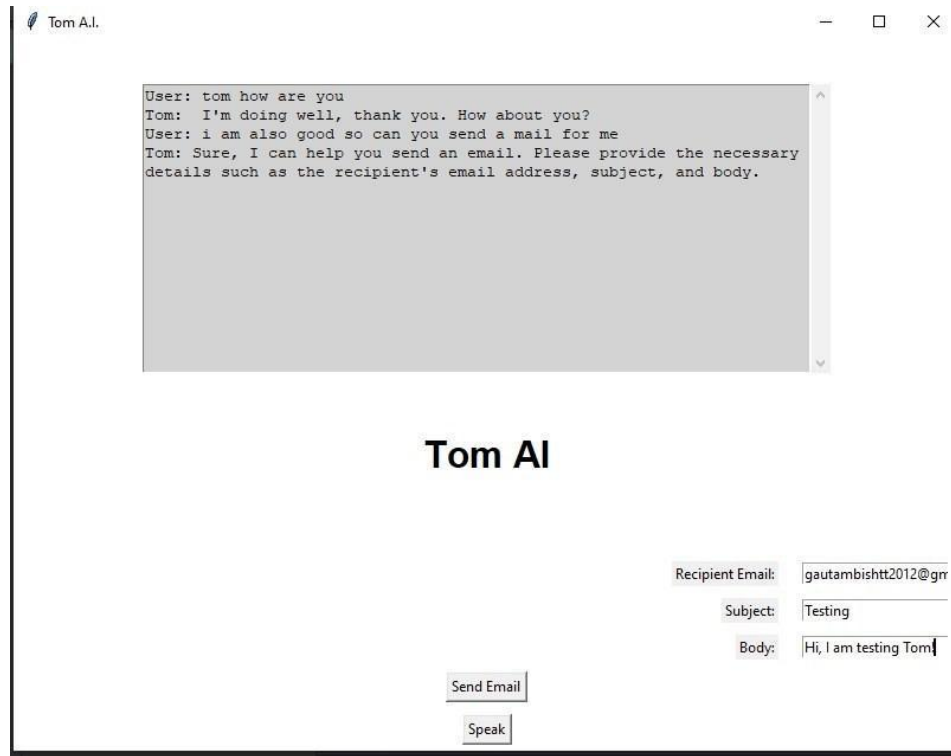 Tom A.I.
User: tom how are you
Tom:  I'm doing well, thank you. How about you?
User: i am also good so can you send a mail for me
Tom: Sure, I can help you send an email. Please provide the necessary
details such as the recipient's email address, subject, and body.
Tom AI
Recipient Email: gautambishtt2012@gm
Subject: Testing
Body: Hi, I am testing Tom!
Send Email
Speak